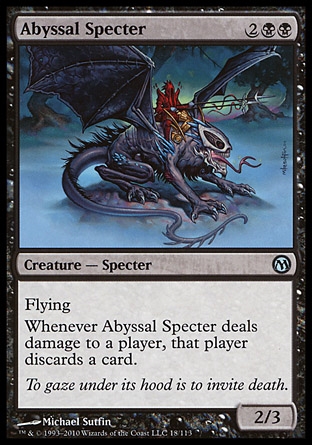 Abyssal Specter 2
Creature — Specter
Flying
Whenever Abyssal Specter deals
damage to a player, that player
discards a card.
To gaze under its hood is to invite death.
Michael Sutfin
™ & © 1993–2010 Wizards of the Coast LLC 18/113
2/3